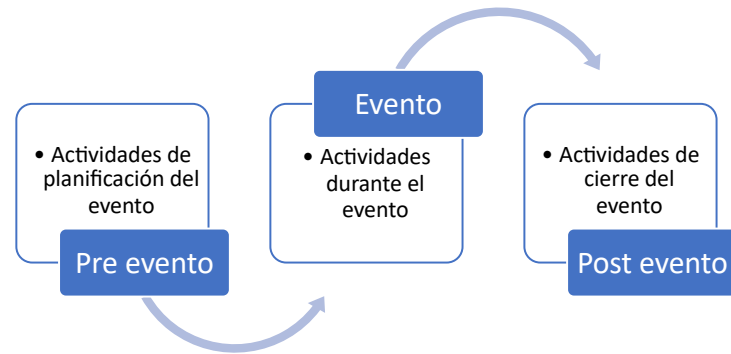 • Actividades de
planificación del
evento
Pre evento
Evento
• Actividades
durante el
evento
• Actividades de
cierre del
evento
Post evento